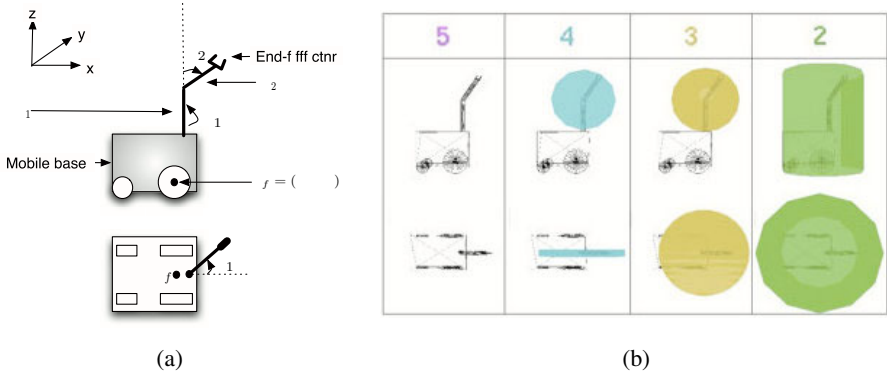 z
y
x
2
End-f fff ctnr
2
1
1
Mobile base
f = ( )
f
1
(a)
5 4 3 2
(b)